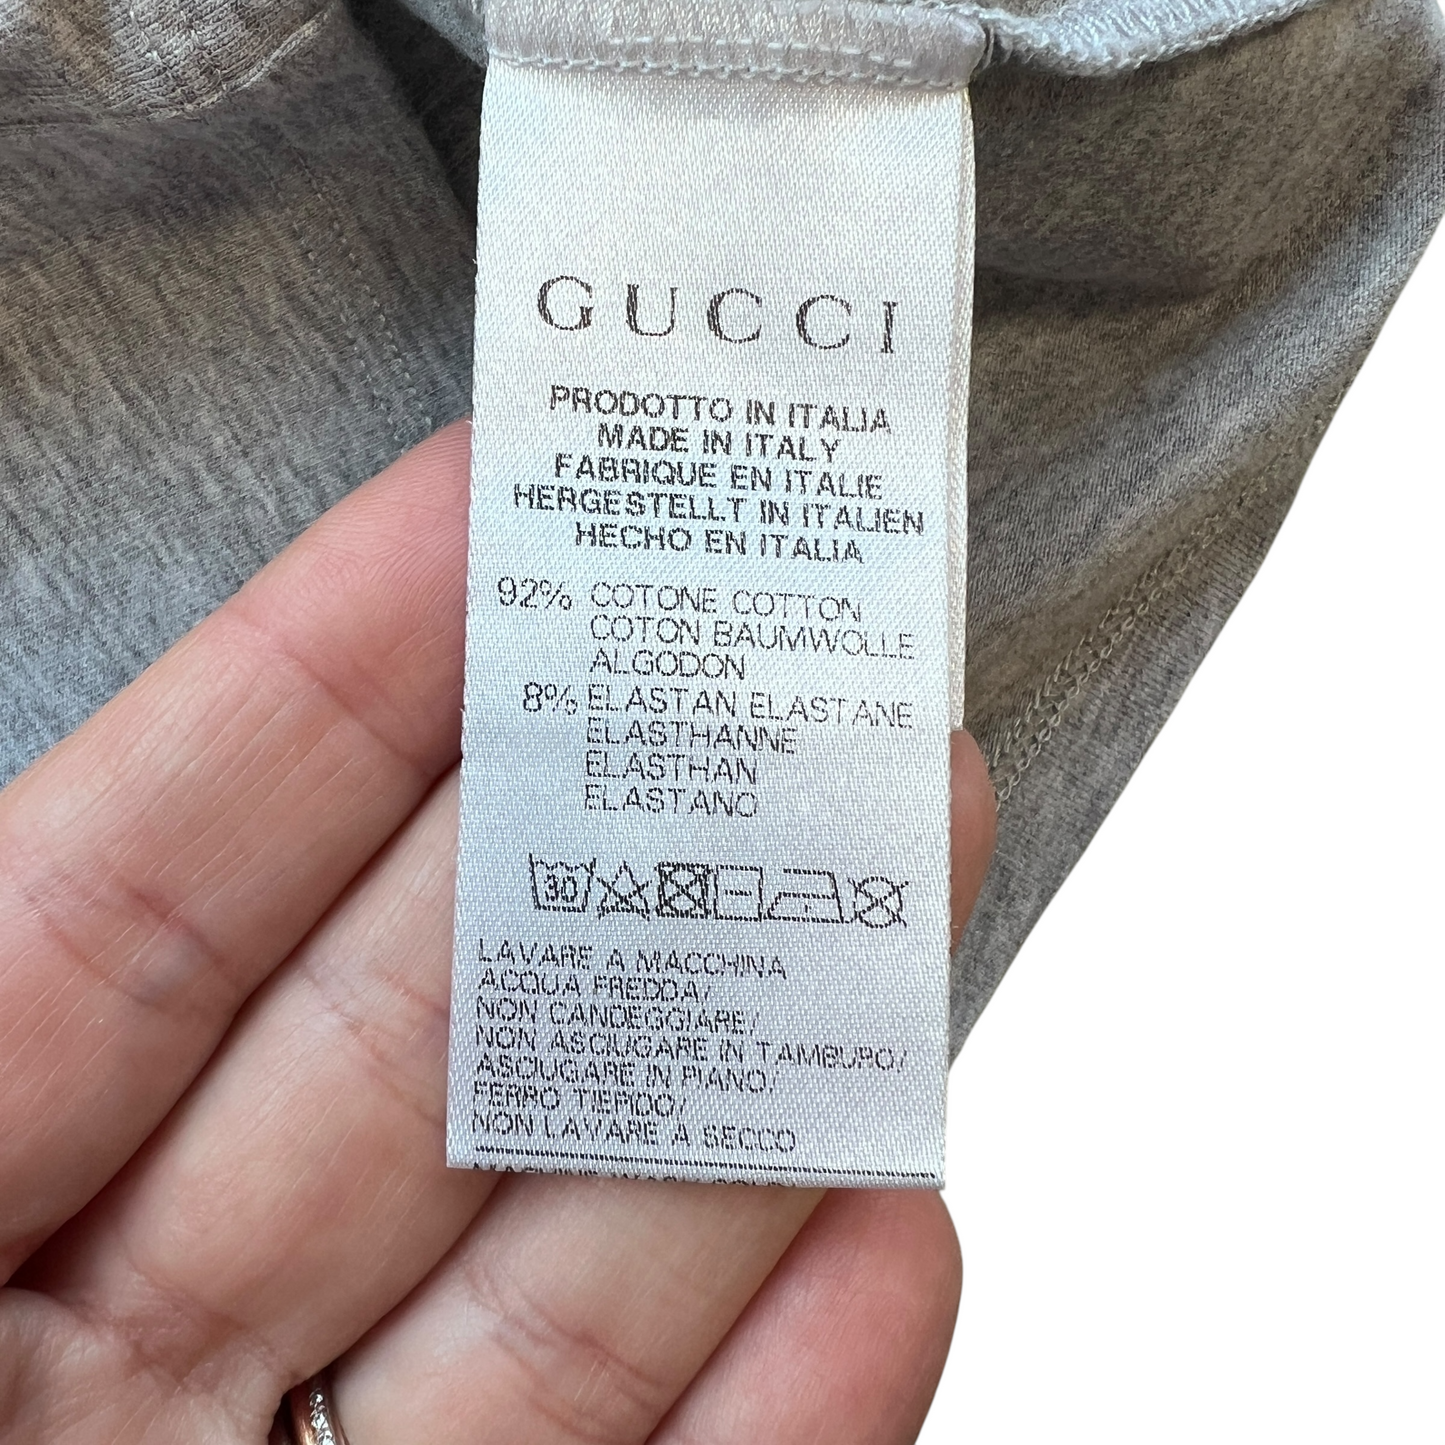 GUCCI
PRODOTTO IN ITALIA
MADE IN ITALY
FABRIQUE EN ITALIE
HERGESTELLT IN ITALIEN
HECHO EN ITALIA
92% COTONE COTTON
COTON BAUMWOLLE
ALGODON
8% ELASTAN ELASTANE
ELASTHANNE
ELASTHAN
ELASTANO
30
LAVARE A MACCHINA
ACQUA FREDDA/
NON CANDEGGIARE/
NON ASCIUGARE IN TAMBURO/
ASCIUGARE IN PIANO/
FERRO TIEPIDO/
NON LAVARE A SECCO